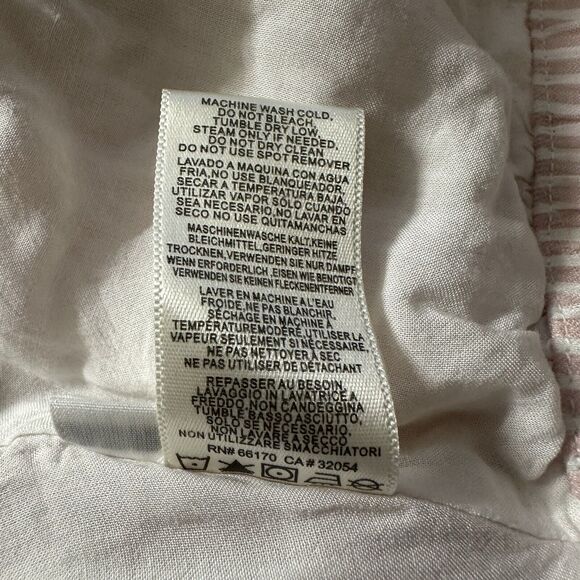 MACHINE WASH COLD.
DO NOT BLEACH
TUMBLE DRY LOW
STEAM ONLY IF NEEDED.
DO NOT DRY CLEAN
DO NOT USE SPOT REMOVER
LAVADO A MAQUINA CON AGUA
FRIA,NO USE BLANQUEADOR,
SECAR A TEMPERATURA BAJA,
UTILIZAR VAPOR SÓLO CUANDO
SEA NECESARIO,NO LAVAR EN
SECO NO USE QUITAMANCHAS
MASCHINENWASCHE KALT,KEINE
BLEICHMITTEL,GERINGER HITZE
TROCKNEN,VERWENDEN SIE NUR DAMPF
WENN ERFORDERLICH,EISEN WIE BENÖTIGT
VERWENDEN SIE KEINEN FLECKENENTFERNER
LAVER EN MACHINE A L'EAU
FROIDE,NE PAS BLANCHIR.
SÉCHAGE EN MACHINE À
TEMPÉRATURE MODÉRÉ,UTILISER LA
VAPEUR SEULEMENT SI NÉCESSAIRE,
NE PAS NETTOYER À SEC
NE PAS UTILISER DE DÉTACHANT
REPASSER AU BESOIN,
LAVAGGIO IN LAVATRICE A
FREDDO, NON CANDEGGINA
TUMBLE BASSO ASCIUTTO,
SOLO SE NECESSARIO.
NON LAVARE A SECCO
NON UTILIZZARE SMACCHIATORI
RN# 66170 CA# 32054